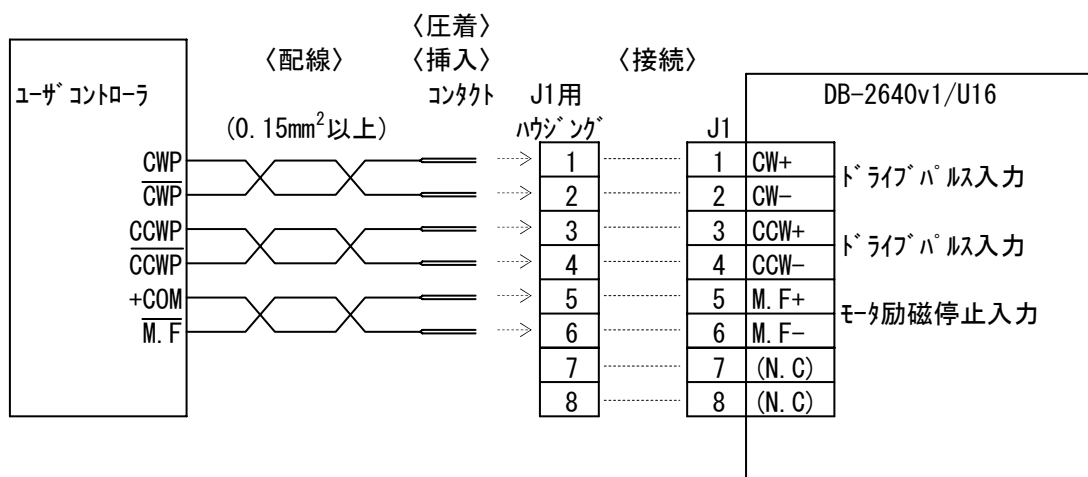 〈圧着〉
〈配線〉 〈挿入〉 〈接続〉
ﾕｰｻﾞｺﾝﾄﾛｰﾗ ｺﾝﾀｸﾄ J1用 DB-2640v1/U16
(0.15mm²以上) ﾊｳｼﾞﾝｸﾞ J1
CWP 1 1 CW+
ﾄﾞﾗｲﾌﾞﾊﾟﾙｽ入力
C̅W̅P̅ 2 2 CW-
CCWP 3 3 CCW+
ﾄﾞﾗｲﾌﾞﾊﾟﾙｽ入力
C̅C̅W̅P̅ 4 4 CCW-
+COM 5 5 M.F+
ﾓｰﾀ励磁停止入力
M̅.̅F̅ 6 6 M.F-
7 7 (N.C)
8 8 (N.C)